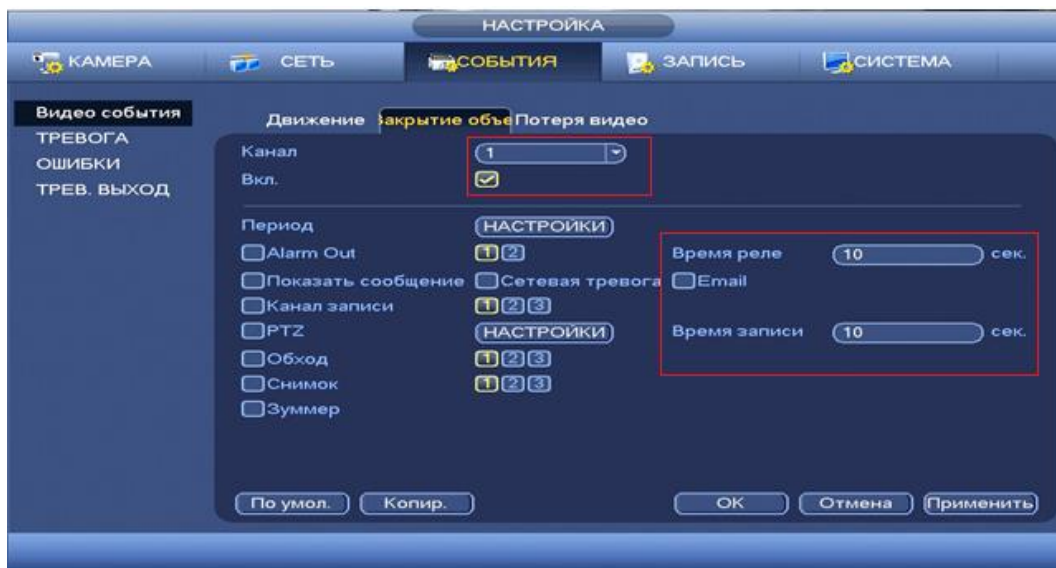 НАСТРОЙКА
КАМЕРА СЕТЬ СОБЫТИЯ ЗАПИСЬ СИСТЕМА
Видео события
ТРЕВОГА
ОШИБКИ
ТРЕВ. ВЫХОД
Движение Закрытие объе Потеря видео
Канал 1
Вкл.
Период НАСТРОЙКИ
Alarm Out 1 2 Время реле 10 сек.
Показать сообщение Сетевая тревога Email
Канал записи 1 2 3
PTZ НАСТРОЙКИ Время записи 10 сек.
Обход 1 2 3
Снимок 1 2 3
Зуммер
По умол. Копир. OK Отмена Применить